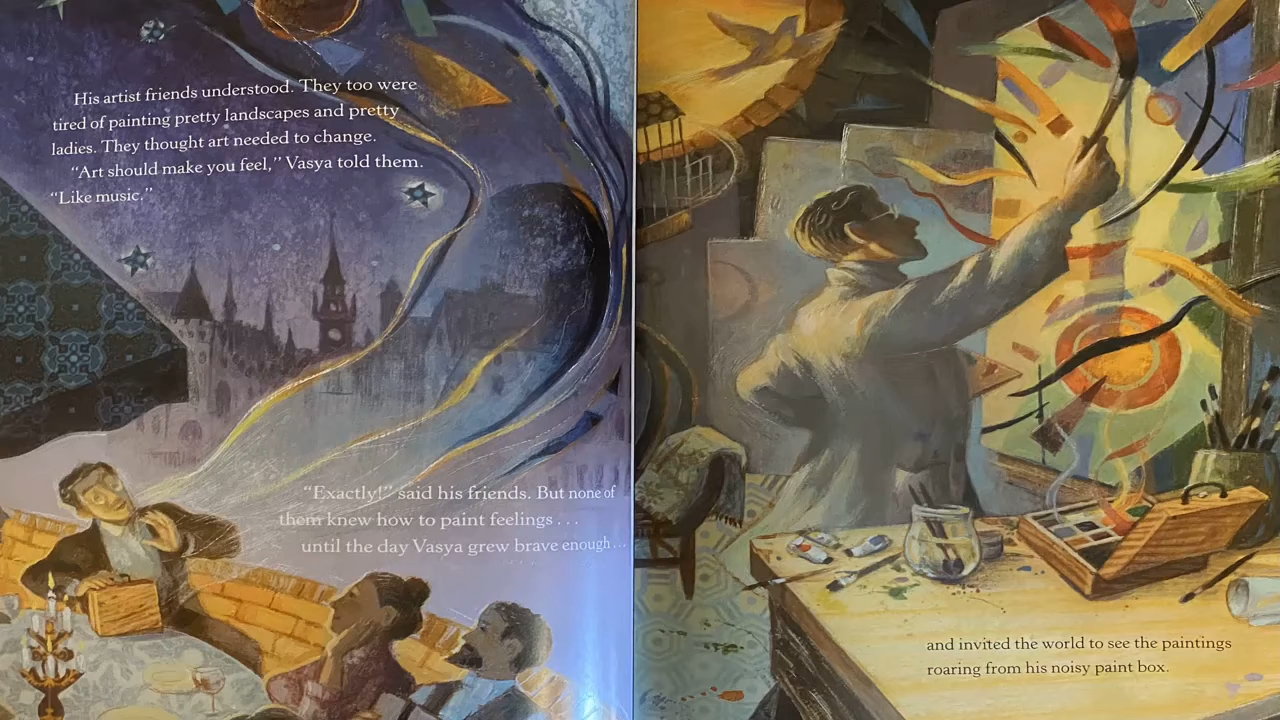 His artist friends understood. They too were
tired of painting pretty landscapes and pretty
ladies. They thought art needed to change.
“Art should make you feel,” Vasya told them.
“Like music.”
“Exactly!” said his friends. But none of
them knew how to paint feelings . . .
until the day Vasya grew brave enough . . .
and invited the world to see the paintings
roaring from his noisy paint box.